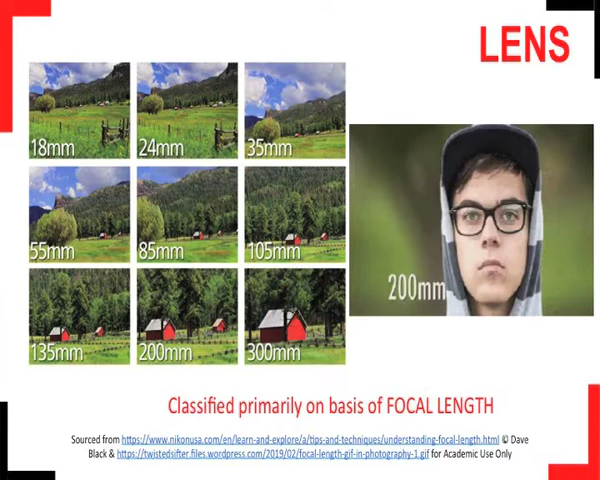 LENS
18mm
24mm
35mm
55mm
85mm
105mm
135mm
200mm
300mm
200mm
Classified primarily on basis of FOCAL LENGTH
Sourced from https://www.nikonusa.com/en/learn-and-explore/a/tips-and-techniques/understanding-focal-length.html © Dave
Black & https://twistedsifter.files.wordpress.com/2019/02/focal-length-gif-in-photography-1.gif for Academic Use Only